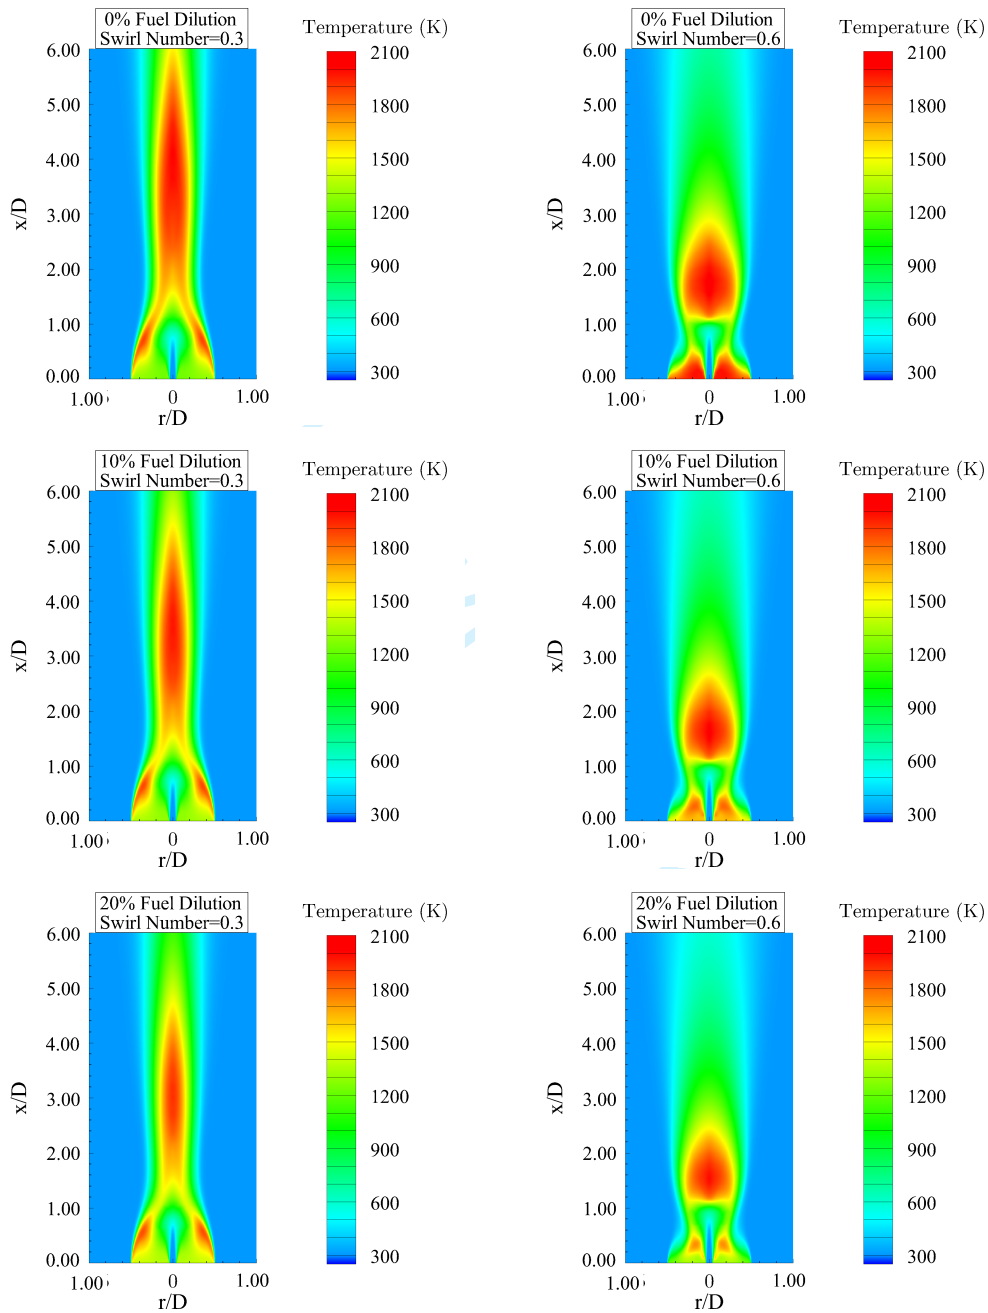 0% Fuel Dilution
Swirl Number=0.3
Temperature (K)
6.00
5.00
4.00
3.00
2.00
1.00
0.00
x/D
1.00 0 1.00
r/D
2100
1800
1500
1200
900
600
300
0% Fuel Dilution
Swirl Number=0.6
Temperature (K)
6.00
5.00
4.00
3.00
2.00
1.00
0.00
x/D
1.00 0 1.00
r/D
2100
1800
1500
1200
900
600
300
10% Fuel Dilution
Swirl Number=0.3
Temperature (K)
6.00
5.00
4.00
3.00
2.00
1.00
0.00
x/D
1.00 0 1.00
r/D
2100
1800
1500
1200
900
600
300
10% Fuel Dilution
Swirl Number=0.6
Temperature (K)
6.00
5.00
4.00
3.00
2.00
1.00
0.00
x/D
1.00 0 1.00
r/D
2100
1800
1500
1200
900
600
300
20% Fuel Dilution
Swirl Number=0.3
Temperature (K)
6.00
5.00
4.00
3.00
2.00
1.00
0.00
x/D
1.00 0 1.00
r/D
2100
1800
1500
1200
900
600
300
20% Fuel Dilution
Swirl Number=0.6
Temperature (K)
6.00
5.00
4.00
3.00
2.00
1.00
0.00
x/D
1.00 0 1.00
r/D
2100
1800
1500
1200
900
600
300